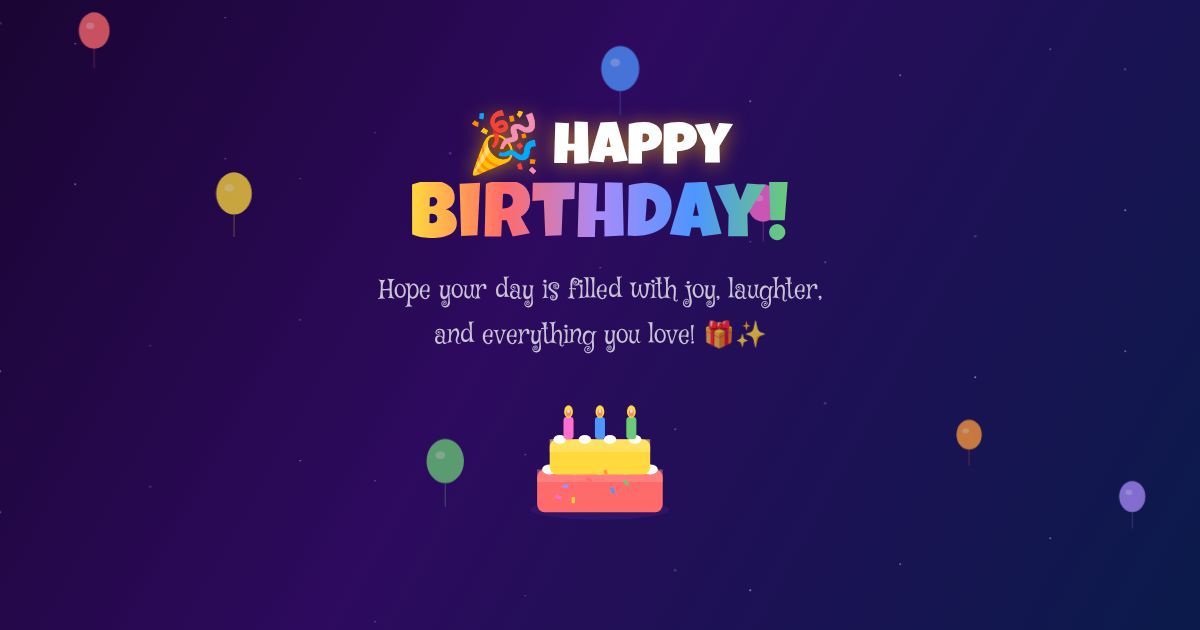 🎉 HAPPY
BIRTHDAY!
Hope your day is filled with joy, laughter,
and everything you love! 🎁✨